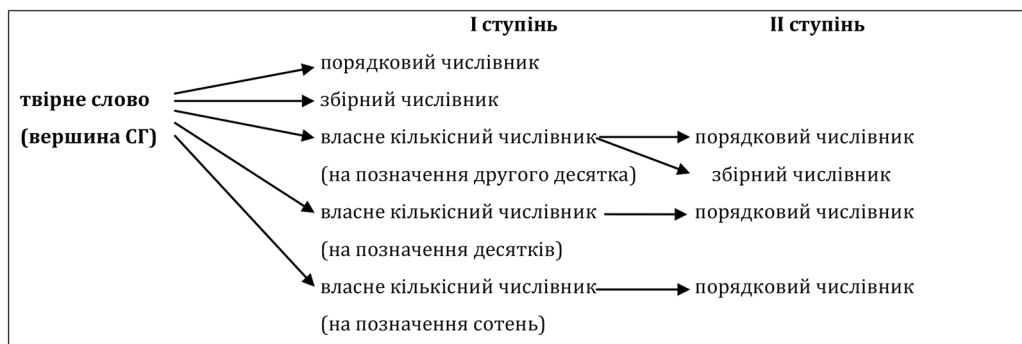 І ступінь ІІ ступінь
порядковий числівник
твірне слово збірний числівник
(вершина СГ) власне кількісний числівник порядковий числівник
(на позначення другого десятка) збірний числівник
власне кількісний числівник порядковий числівник
(на позначення десятків)
власне кількісний числівник порядковий числівник
(на позначення сотень)